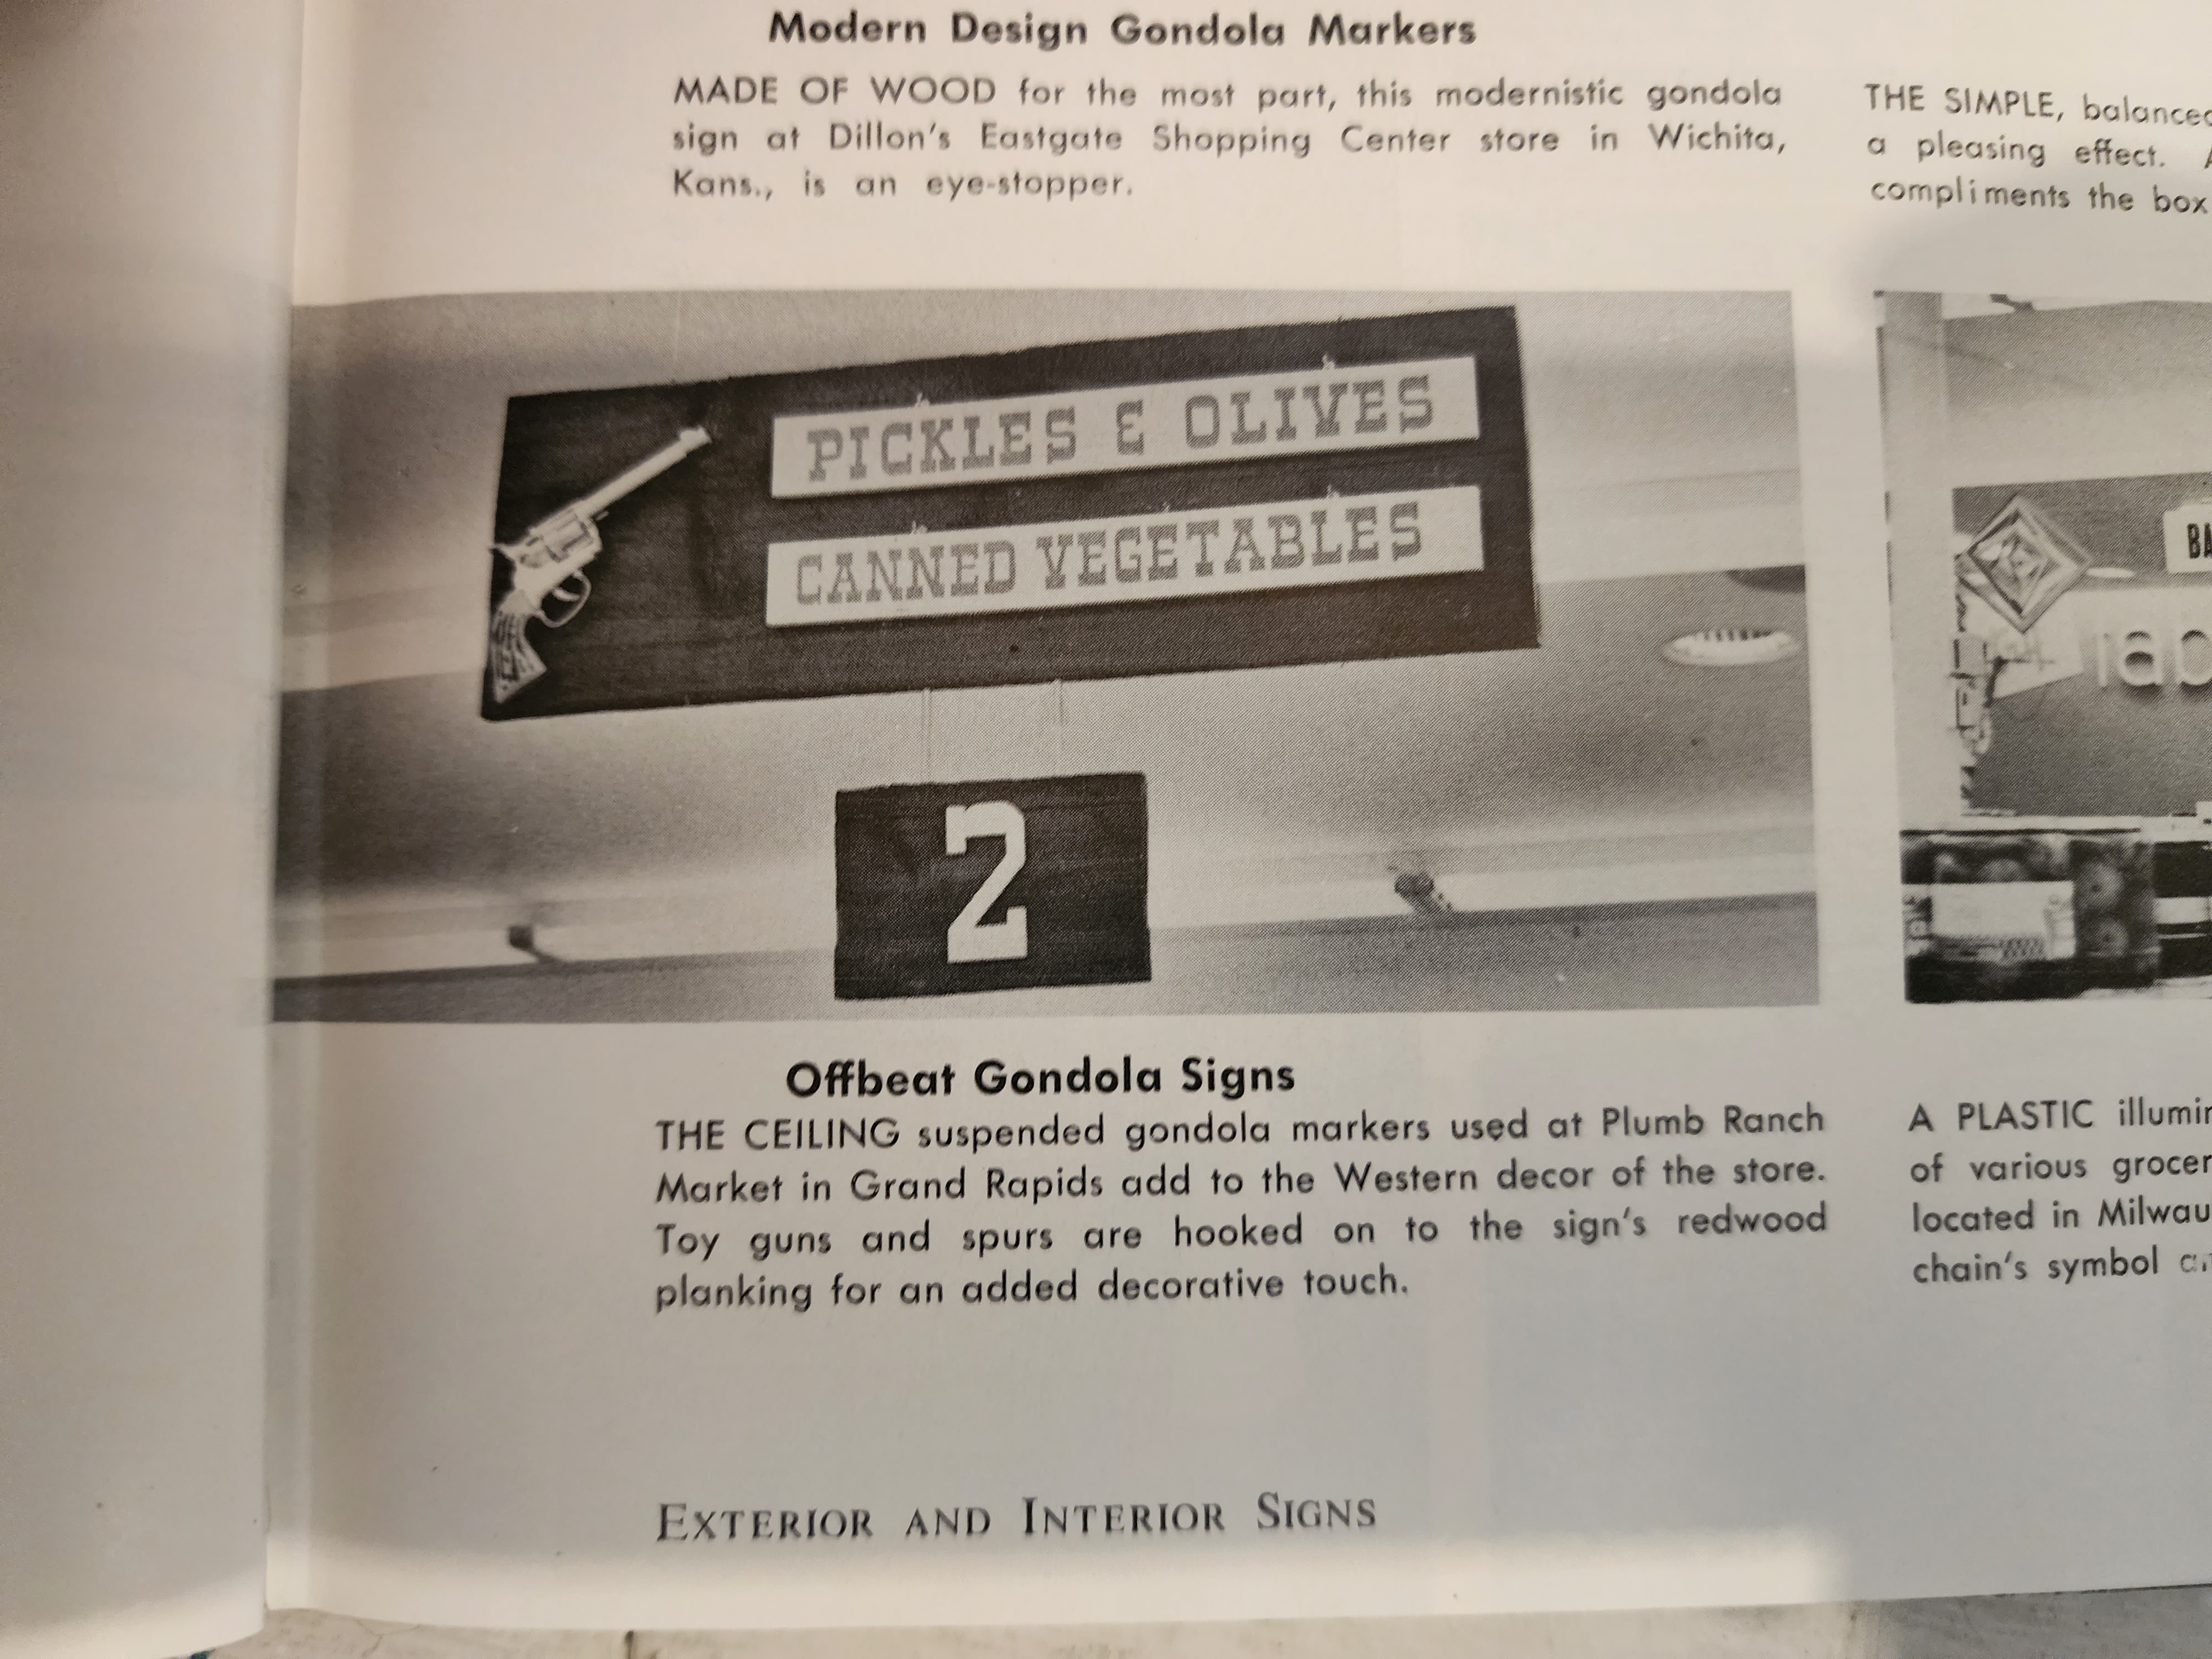 Modern Design Gondola Markers
MADE OF WOOD for the most part, this modernistic gondola
sign at Dillon's Eastgate Shopping Center store in Wichita,
Kans., is an eye-stopper.
THE SIMPLE, balanced
a pleasing effect.
compliments the box
PICKLES & OLIVES
CANNED VEGETABLES
2
Offbeat Gondola Signs
THE CEILING suspended gondola markers used at Plumb Ranch
Market in Grand Rapids add to the Western decor of the store.
Toy guns and spurs are hooked on to the sign's redwood
planking for an added decorative touch.
A PLASTIC
of various
located in
chain's symbol
EXTERIOR AND INTERIOR SIGNS